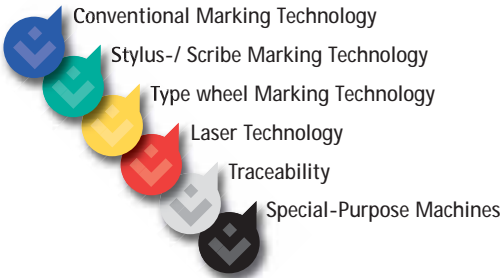 Conventional Marking Technology
Stylus-/ Scribe Marking Technology
Type wheel Marking Technology
Laser Technology
Traceability
Special-Purpose Machines